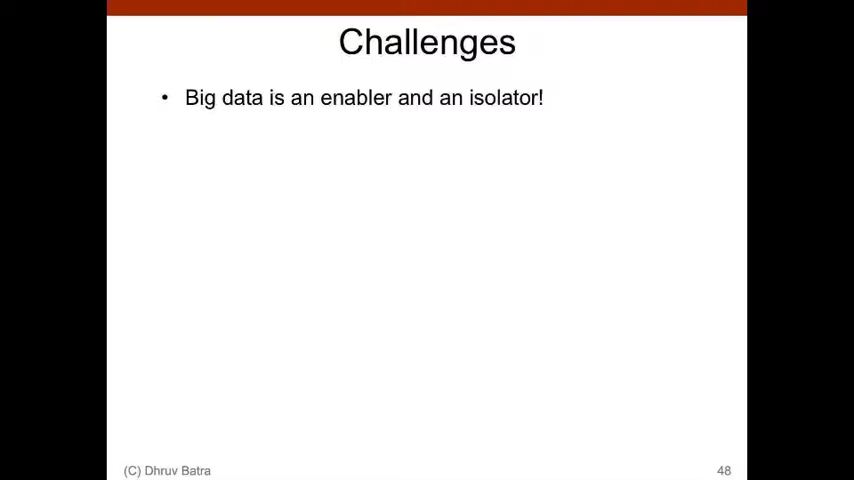 Challenges
• Big data is an enabler and an isolator!
(C) Dhruv Batra
48